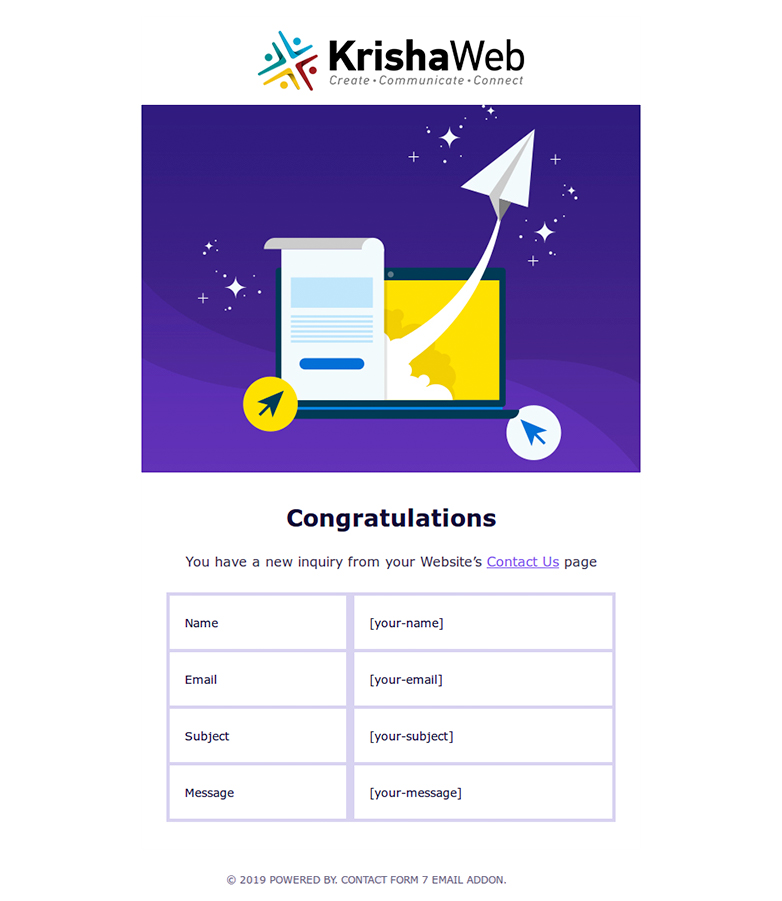 KrishaWeb
Create • Communicate • Connect
Congratulations
You have a new inquiry from your Website’s Contact Us page
Name [your-name]
Email [your-email]
Subject [your-subject]
Message [your-message]
© 2019 POWERED BY. CONTACT FORM 7 EMAIL ADDON.